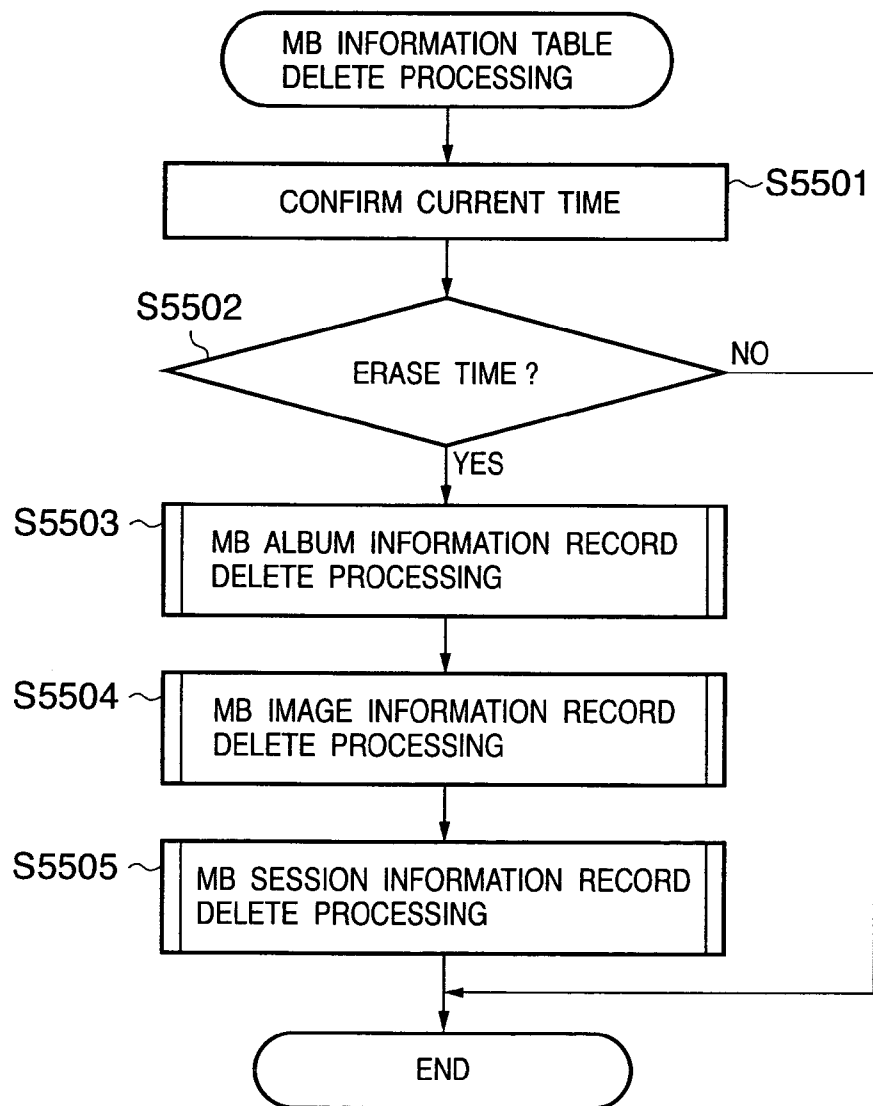 MB INFORMATION TABLE
DELETE PROCESSING
CONFIRM CURRENT TIME
S5501
S5502
ERASE TIME ?
NO
YES
S5503
MB ALBUM INFORMATION RECORD
DELETE PROCESSING
S5504
MB IMAGE INFORMATION RECORD
DELETE PROCESSING
S5505
MB SESSION INFORMATION RECORD
DELETE PROCESSING
END